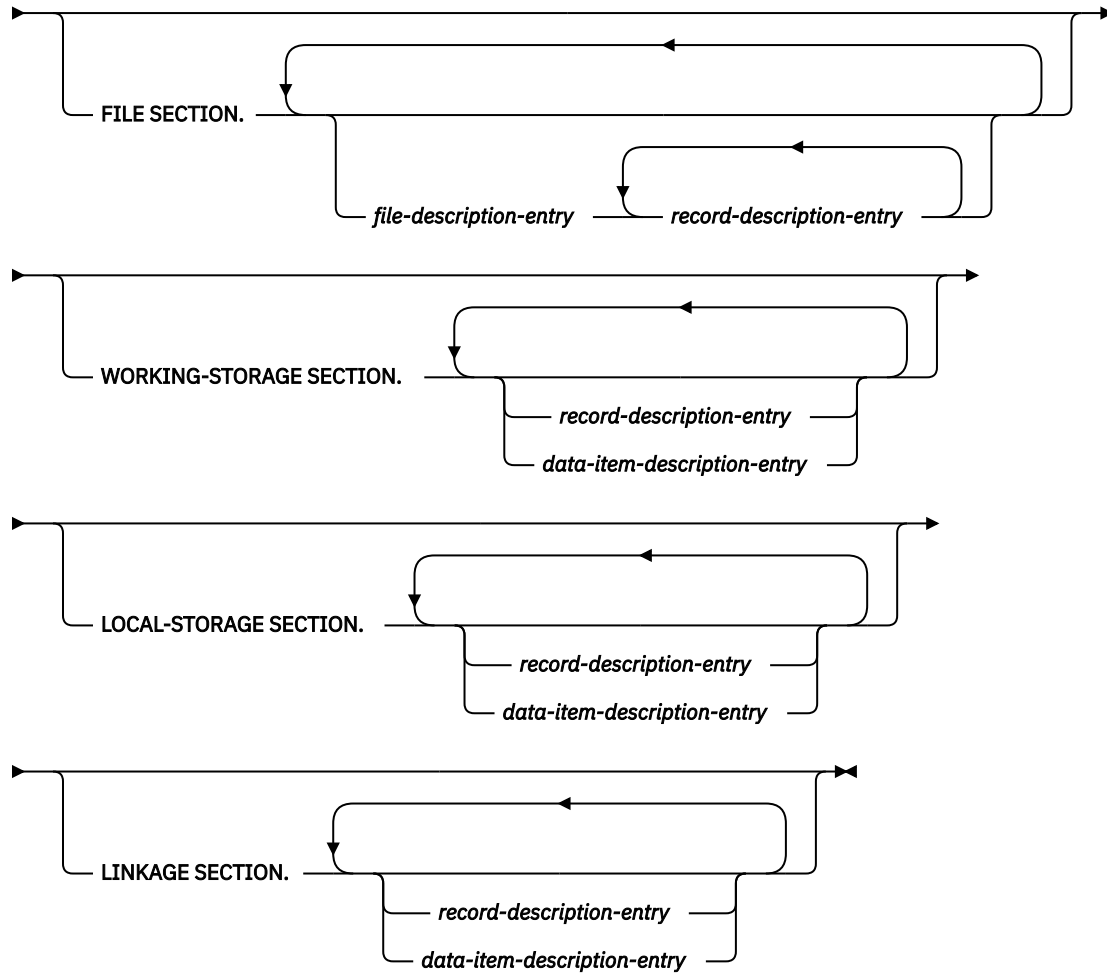 FILE SECTION.
file-description-entry record-description-entry
WORKING-STORAGE SECTION.
record-description-entry
data-item-description-entry
LOCAL-STORAGE SECTION.
record-description-entry
data-item-description-entry
LINKAGE SECTION.
record-description-entry
data-item-description-entry